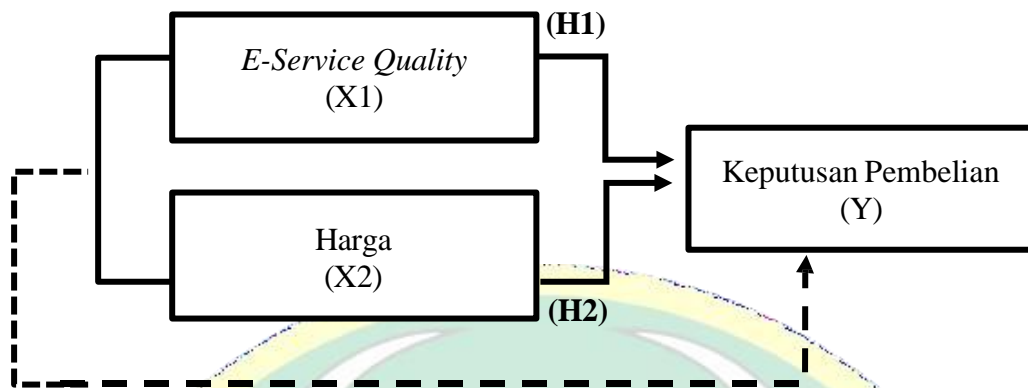 (H1)
E-Service Quality
(X1)
Keputusan Pembelian
(Y)
Harga
(X2)
(H2)